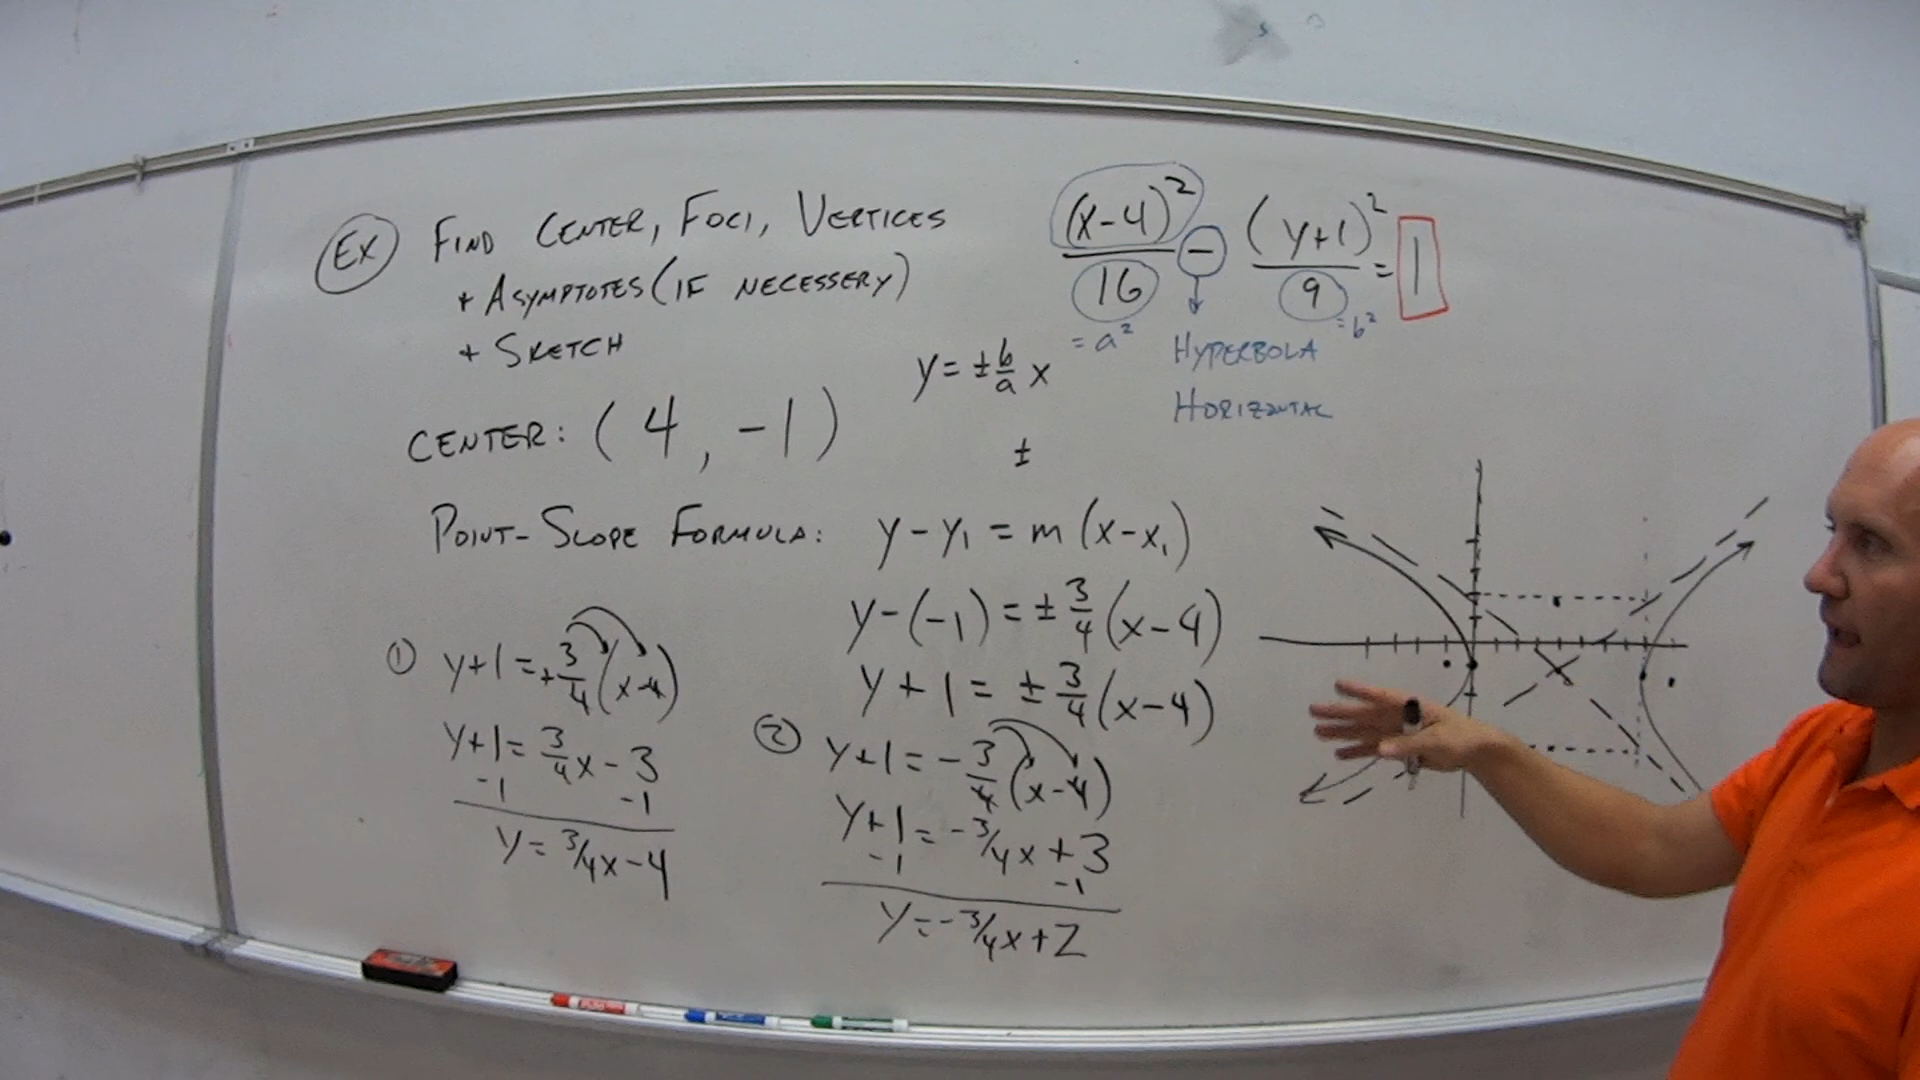 Ex Find Center, Foci, Vertices
+ Asymptotes (if necessery)
+ Sketch
(x-4)²/16 - (y+1)²/9 = 1
= a²
= b²
Hyperbola
Horizontal
y = ± b/a x
±
Center: (4, -1)
Point-Slope Formula: y - y₁ = m(x - x₁)
y - (-1) = ± 3/4 (x - 4)
y + 1 = ± 3/4 (x - 4)
① y+1 = + 3/4 (x-4)
y+1 = 3/4 x - 3
-1 -1
y = 3/4 x - 4
② y+1 = - 3/4 (x-4)
y+1 = - 3/4 x + 3
-1 -1
y = - 3/4 x + 2